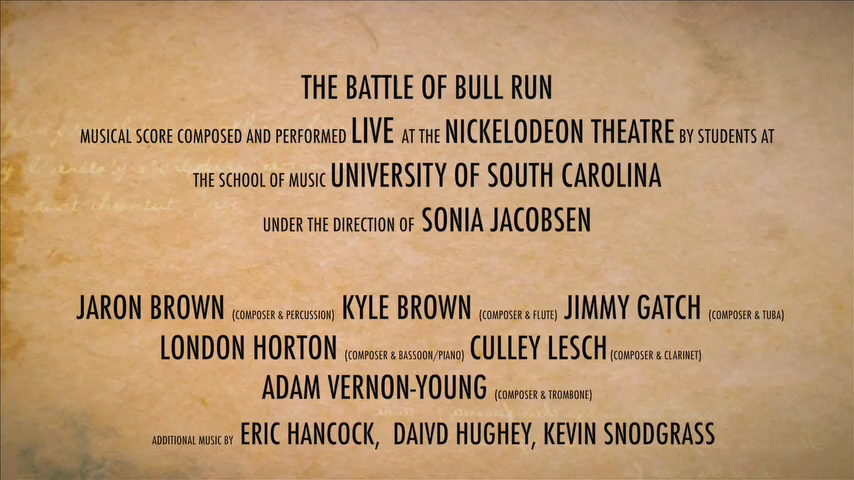 THE BATTLE OF BULL RUN
MUSICAL SCORE COMPOSED AND PERFORMED LIVE AT THE NICKELODEON THEATRE BY STUDENTS AT
THE SCHOOL OF MUSIC UNIVERSITY OF SOUTH CAROLINA
UNDER THE DIRECTION OF SONIA JACOBSEN
JARON BROWN (COMPOSER & PERCUSSION) KYLE BROWN (COMPOSER & FLUTE) JIMMY GATCH (COMPOSER & TUBA)
LONDON HORTON (COMPOSER & BASSOON/PIANO) CULLEY LESCH (COMPOSER & CLARINET)
ADAM VERNON-YOUNG (COMPOSER & TROMBONE)
ADDITIONAL MUSIC BY ERIC HANCOCK, DAIVD HUGHEY, KEVIN SNODGRASS